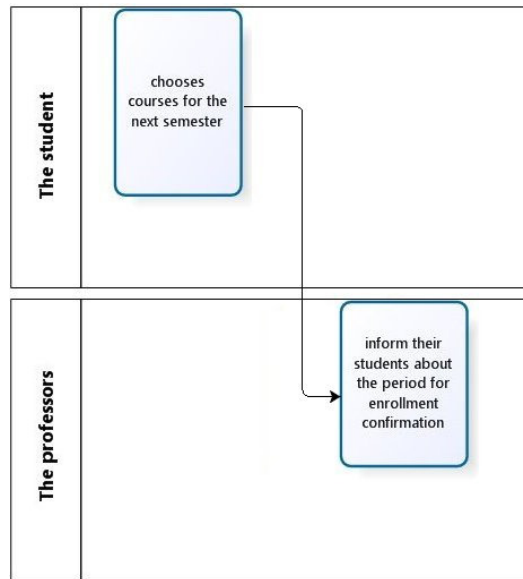 The student
chooses
courses for the
next semester
The professors
inform their
students about
the period for
enrollment
confirmation